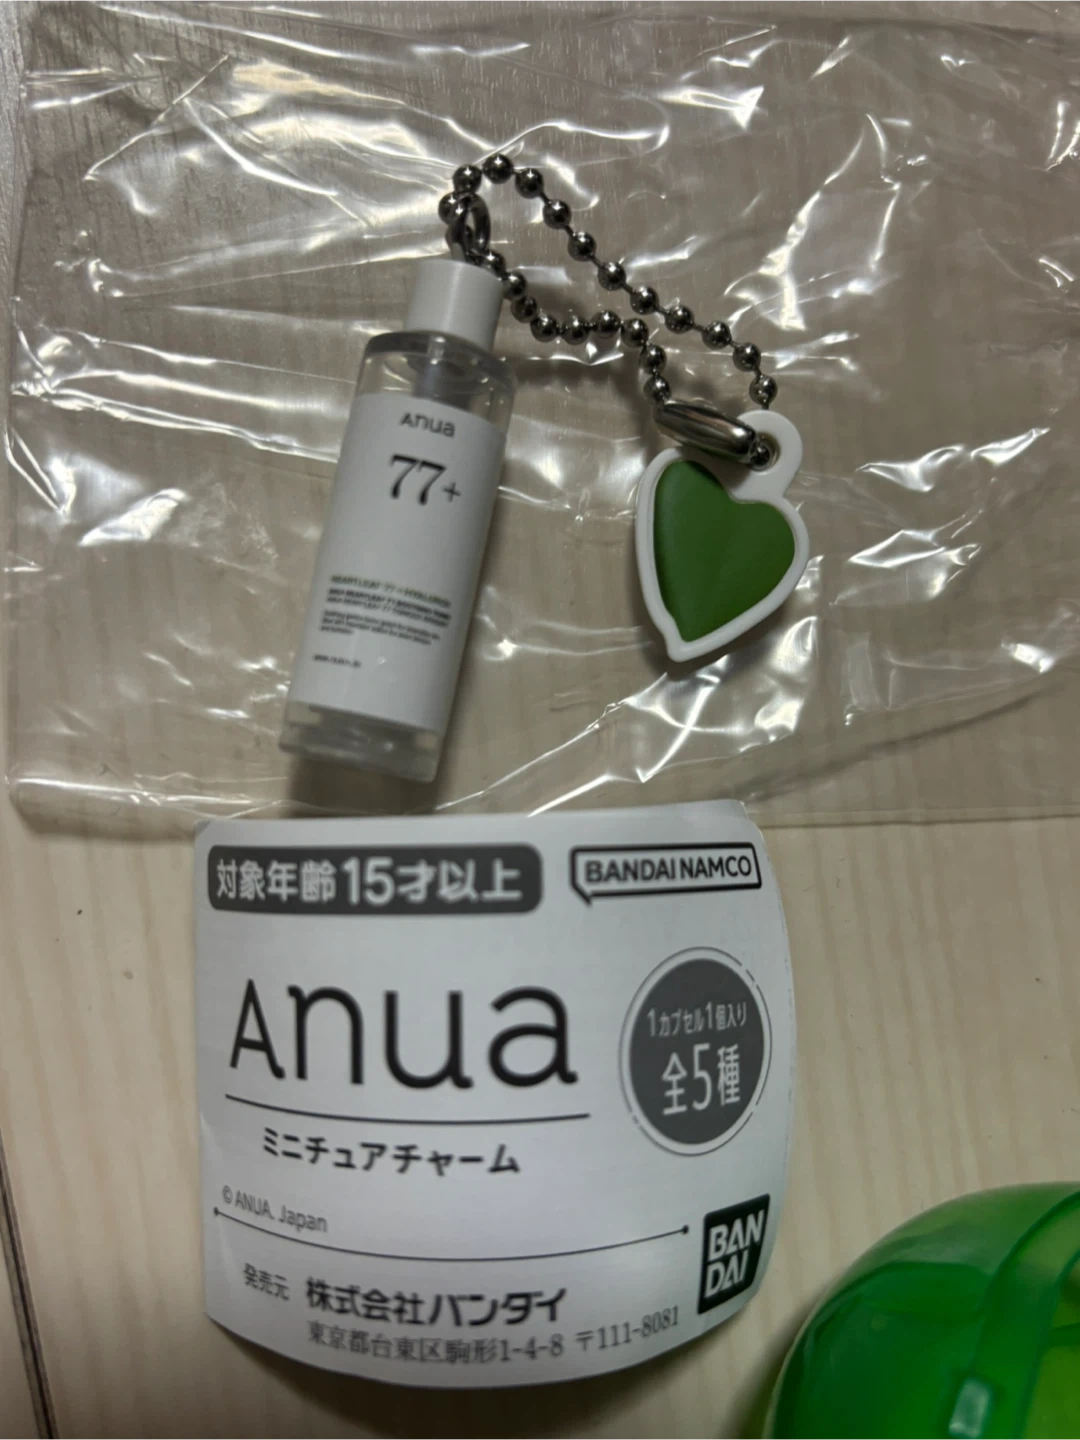 Anua
77+
HEARTLEAF 77
対象年齢15才以上
BANDAI NAMCO
Anua
1カプセル1個入り
全5種
ミニチュアチャーム
© ANUA. Japan
BAN
DAI
発売元 株式会社バンダイ
東京都台東区駒形1-4-8 〒111-8081